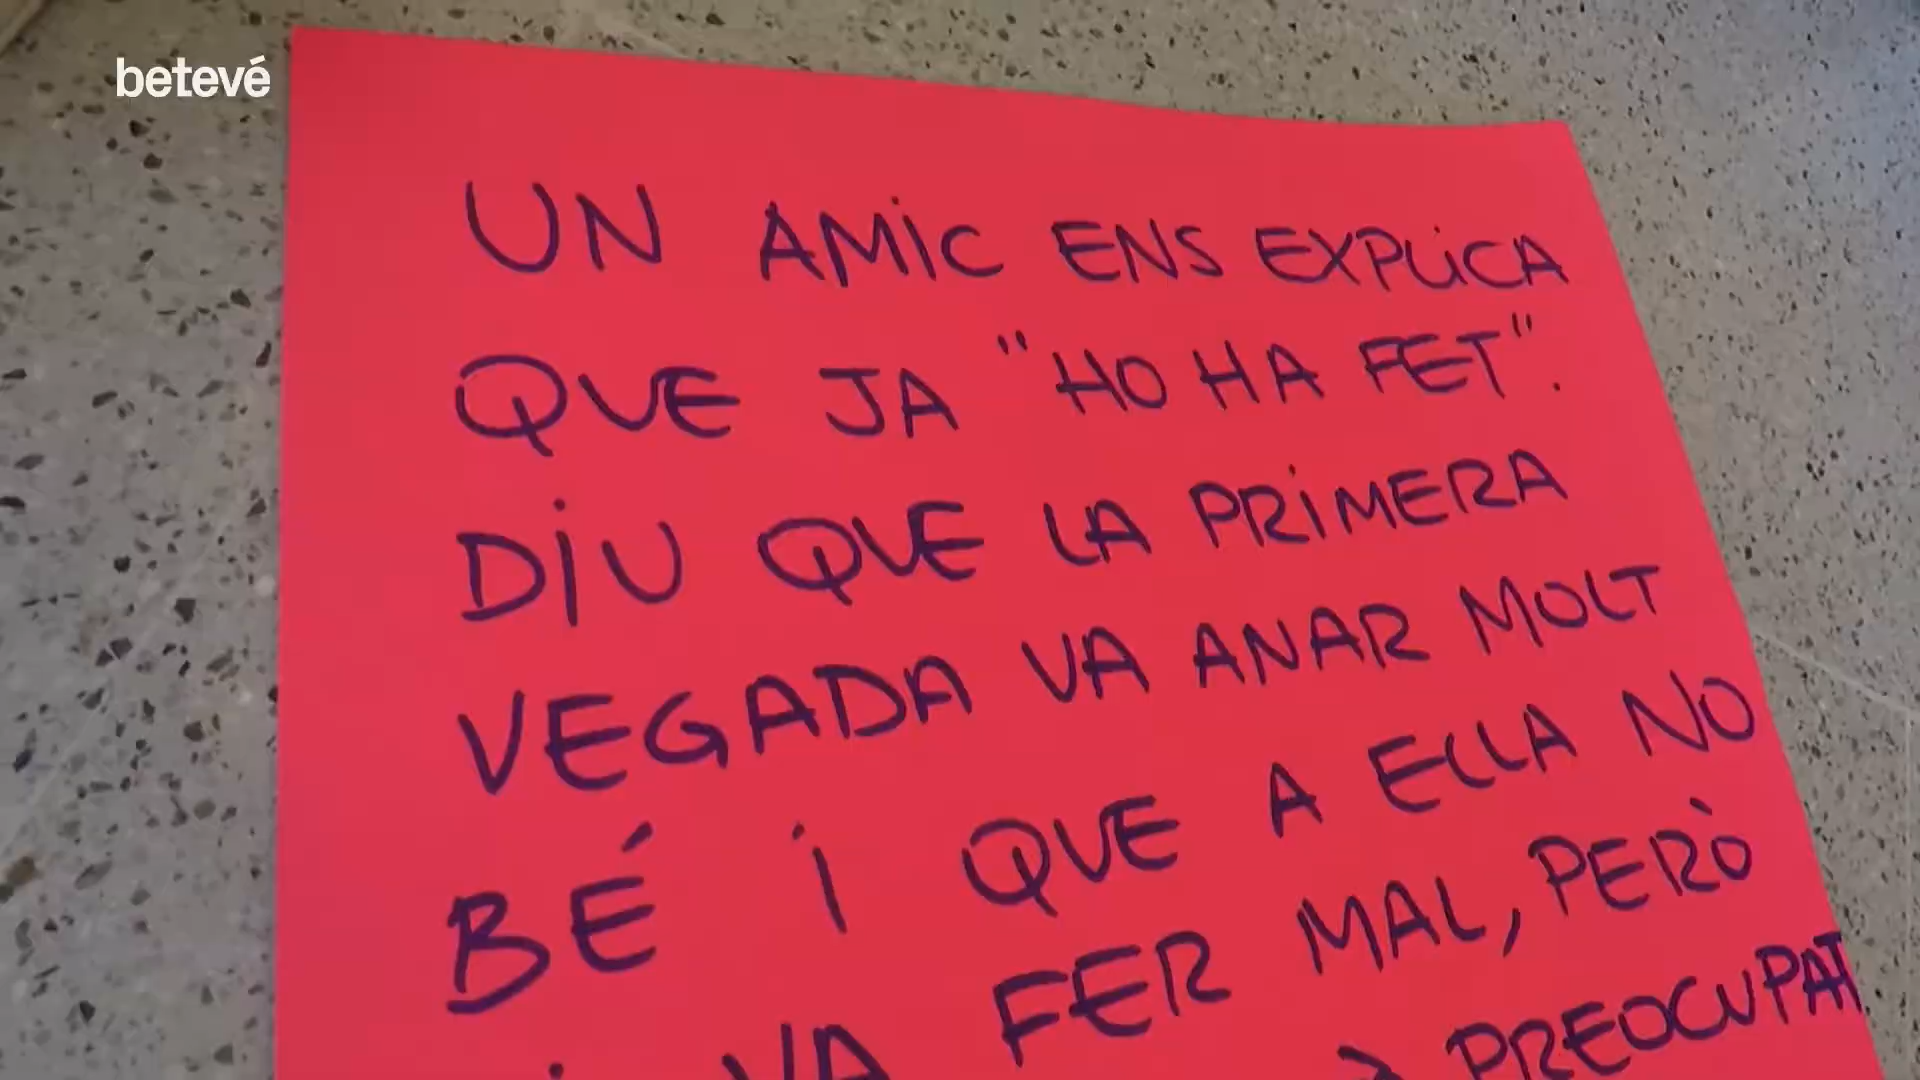 betevé
UN AMIC ENS EXPLICA
QUE JA "HO HA FET".
DIU QUE LA PRIMERA
VEGADA VA ANAR MOLT
BÉ I QUE A ELLA NO
VA FER MAL, PERÒ
PREOCUPAT